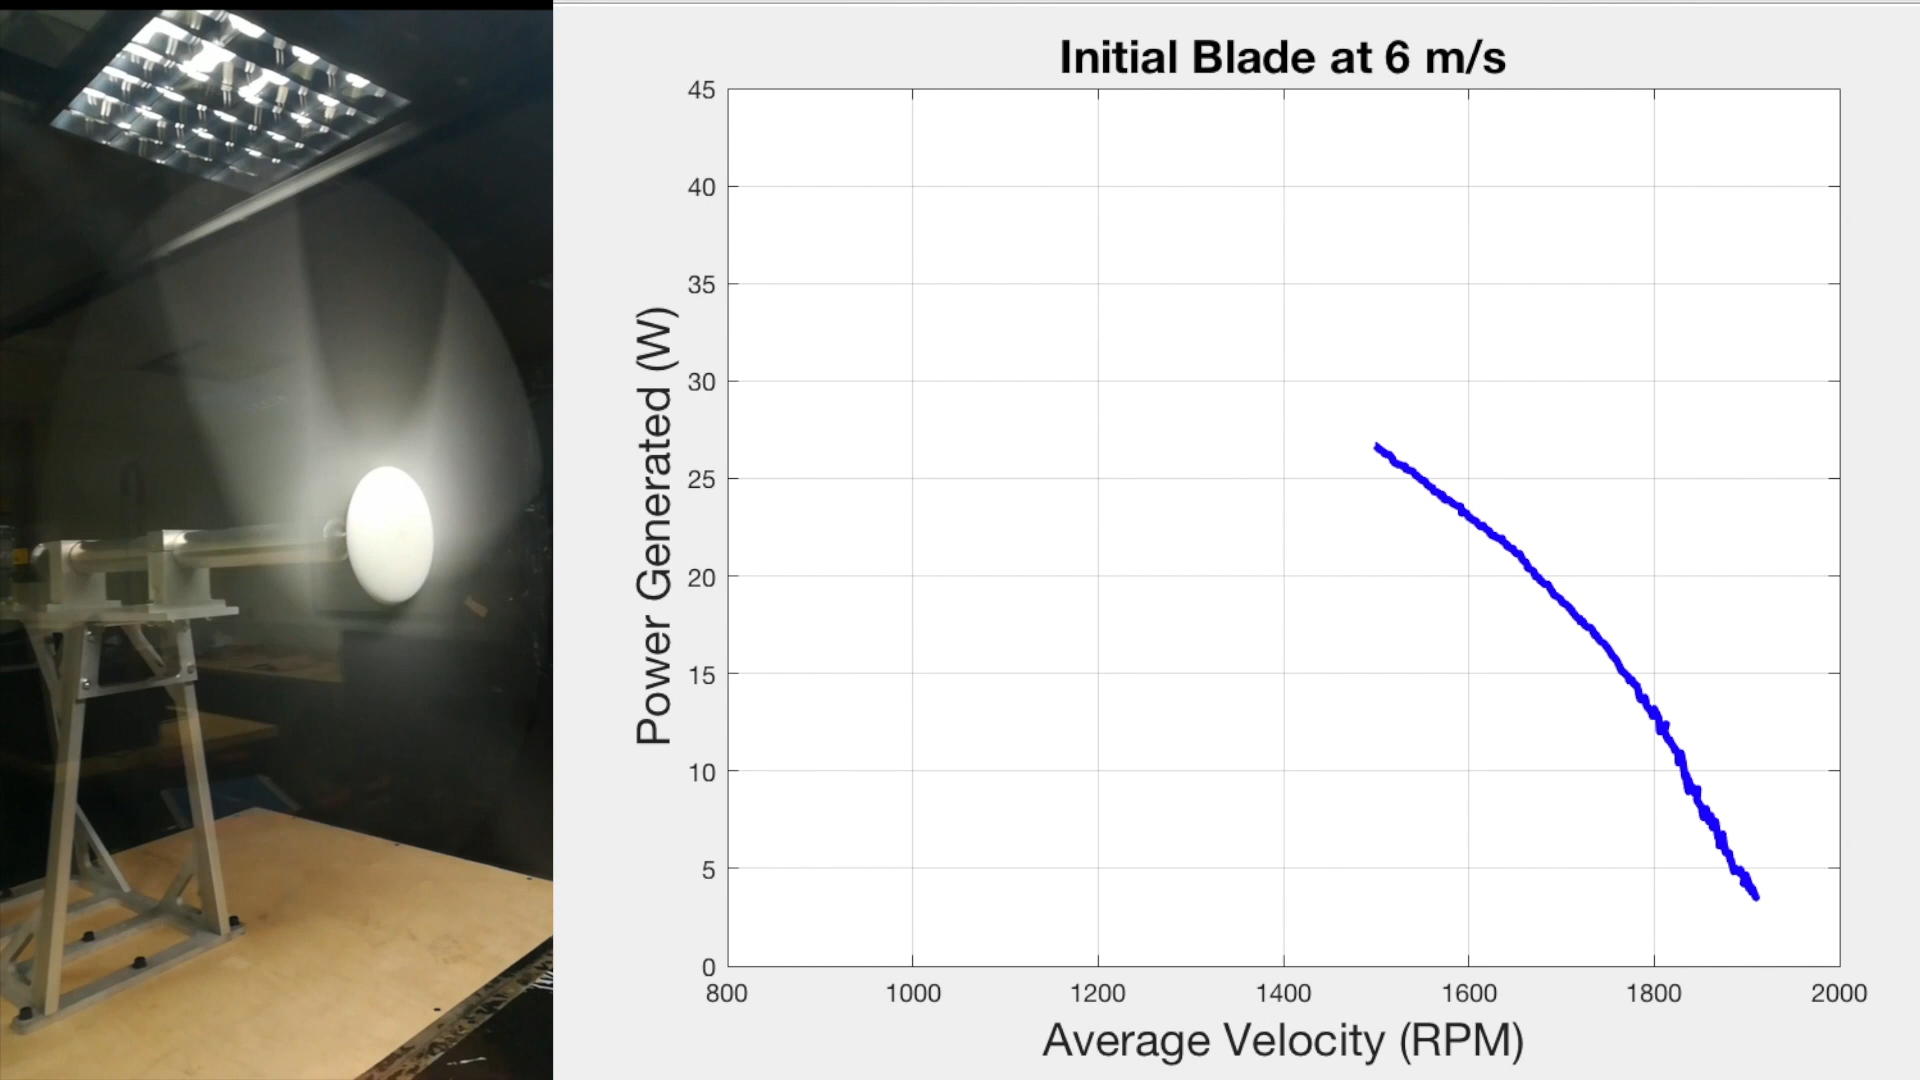 Initial Blade at 6 m/s
45
40
35
30
25
20
15
10
5
0
Power Generated (W)
800 1000 1200 1400 1600 1800 2000
Average Velocity (RPM)